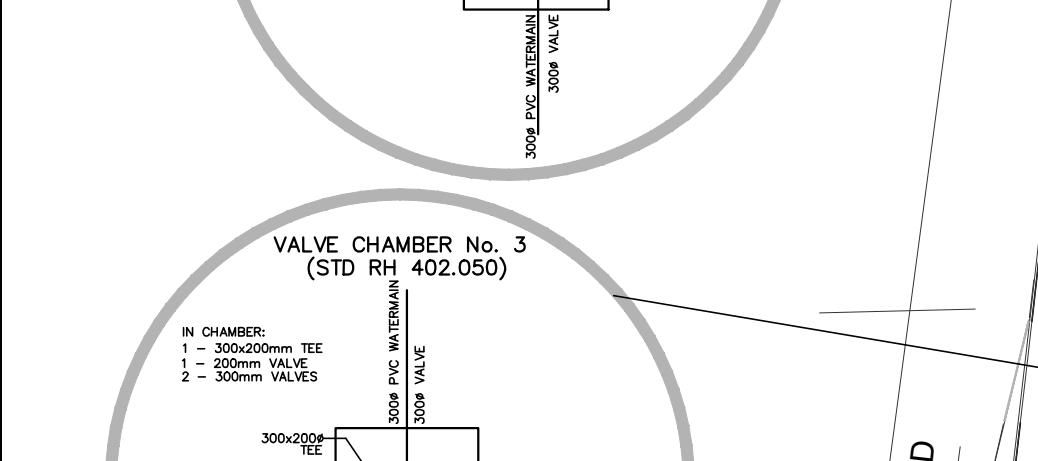 300ø PVC WATERMAIN
300ø VALVE
VALVE CHAMBER No. 3
(STD RH 402.050)
300ø PVC WATERMAIN
300ø VALVE
IN CHAMBER:
1 - 300x200mm TEE
1 - 200mm VALVE
2 - 300mm VALVES
300x200ø
TEE
D